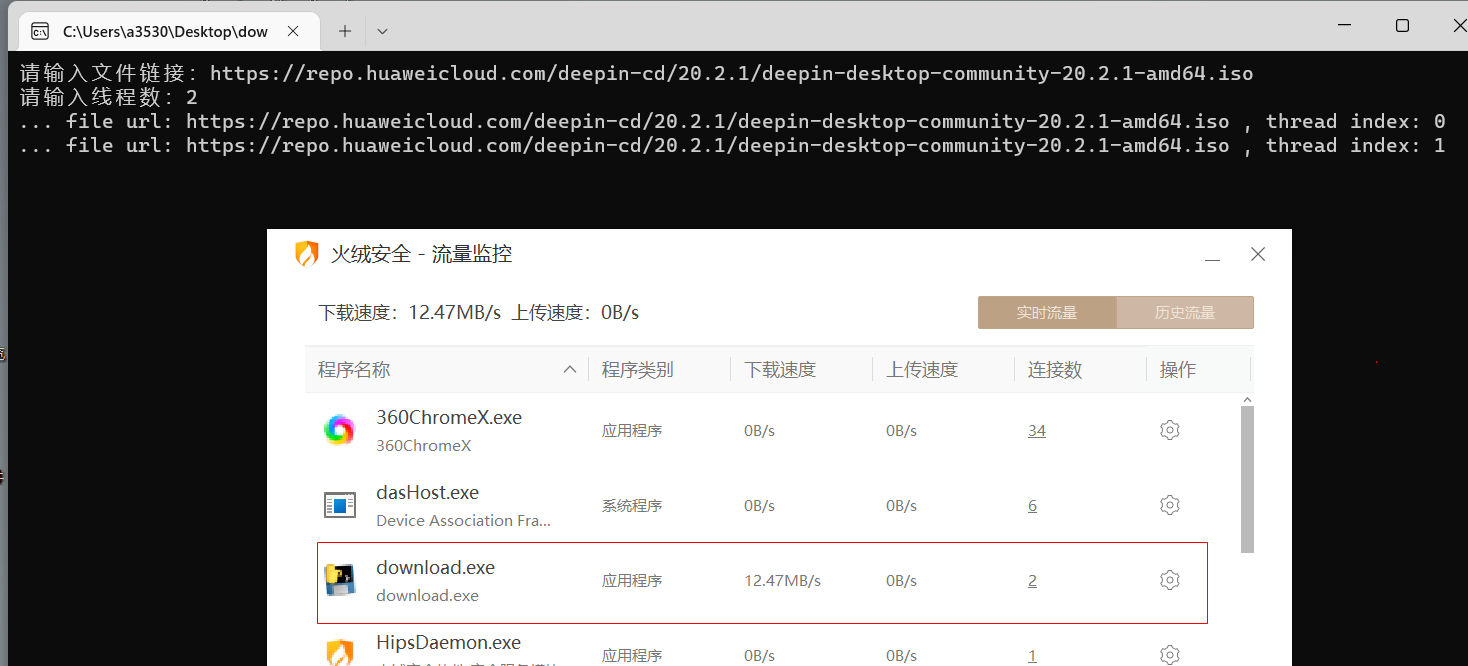 C:\Users\a3530\Desktop\dow
请输入文件链接：https://repo.huaweicloud.com/deepin-cd/20.2.1/deepin-desktop-community-20.2.1-amd64.iso
请输入线程数：2
... file url: https://repo.huaweicloud.com/deepin-cd/20.2.1/deepin-desktop-community-20.2.1-amd64.iso , thread index: 0
... file url: https://repo.huaweicloud.com/deepin-cd/20.2.1/deepin-desktop-community-20.2.1-amd64.iso , thread index: 1
火绒安全 - 流量监控
下载速度：12.47MB/s 上传速度：0B/s 实时流量 历史流量
程序名称 程序类别 下载速度 上传速度 连接数 操作
360ChromeX.exe
360ChromeX 应用程序 0B/s 0B/s 34
dasHost.exe
Device Association Fra... 系统程序 0B/s 0B/s 6
download.exe
download.exe 应用程序 12.47MB/s 0B/s 2
HipsDaemon.exe
应用程序 0B/s 0B/s 1